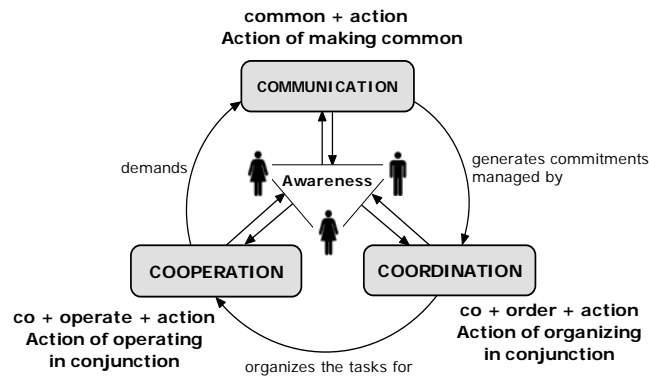 common + action
Action of making common
COMMUNICATION
demands
generates commitments
managed by
Awareness
COOPERATION
COORDINATION
co + operate + action
Action of operating
in conjunction
co + order + action
Action of organizing
in conjunction
organizes the tasks for